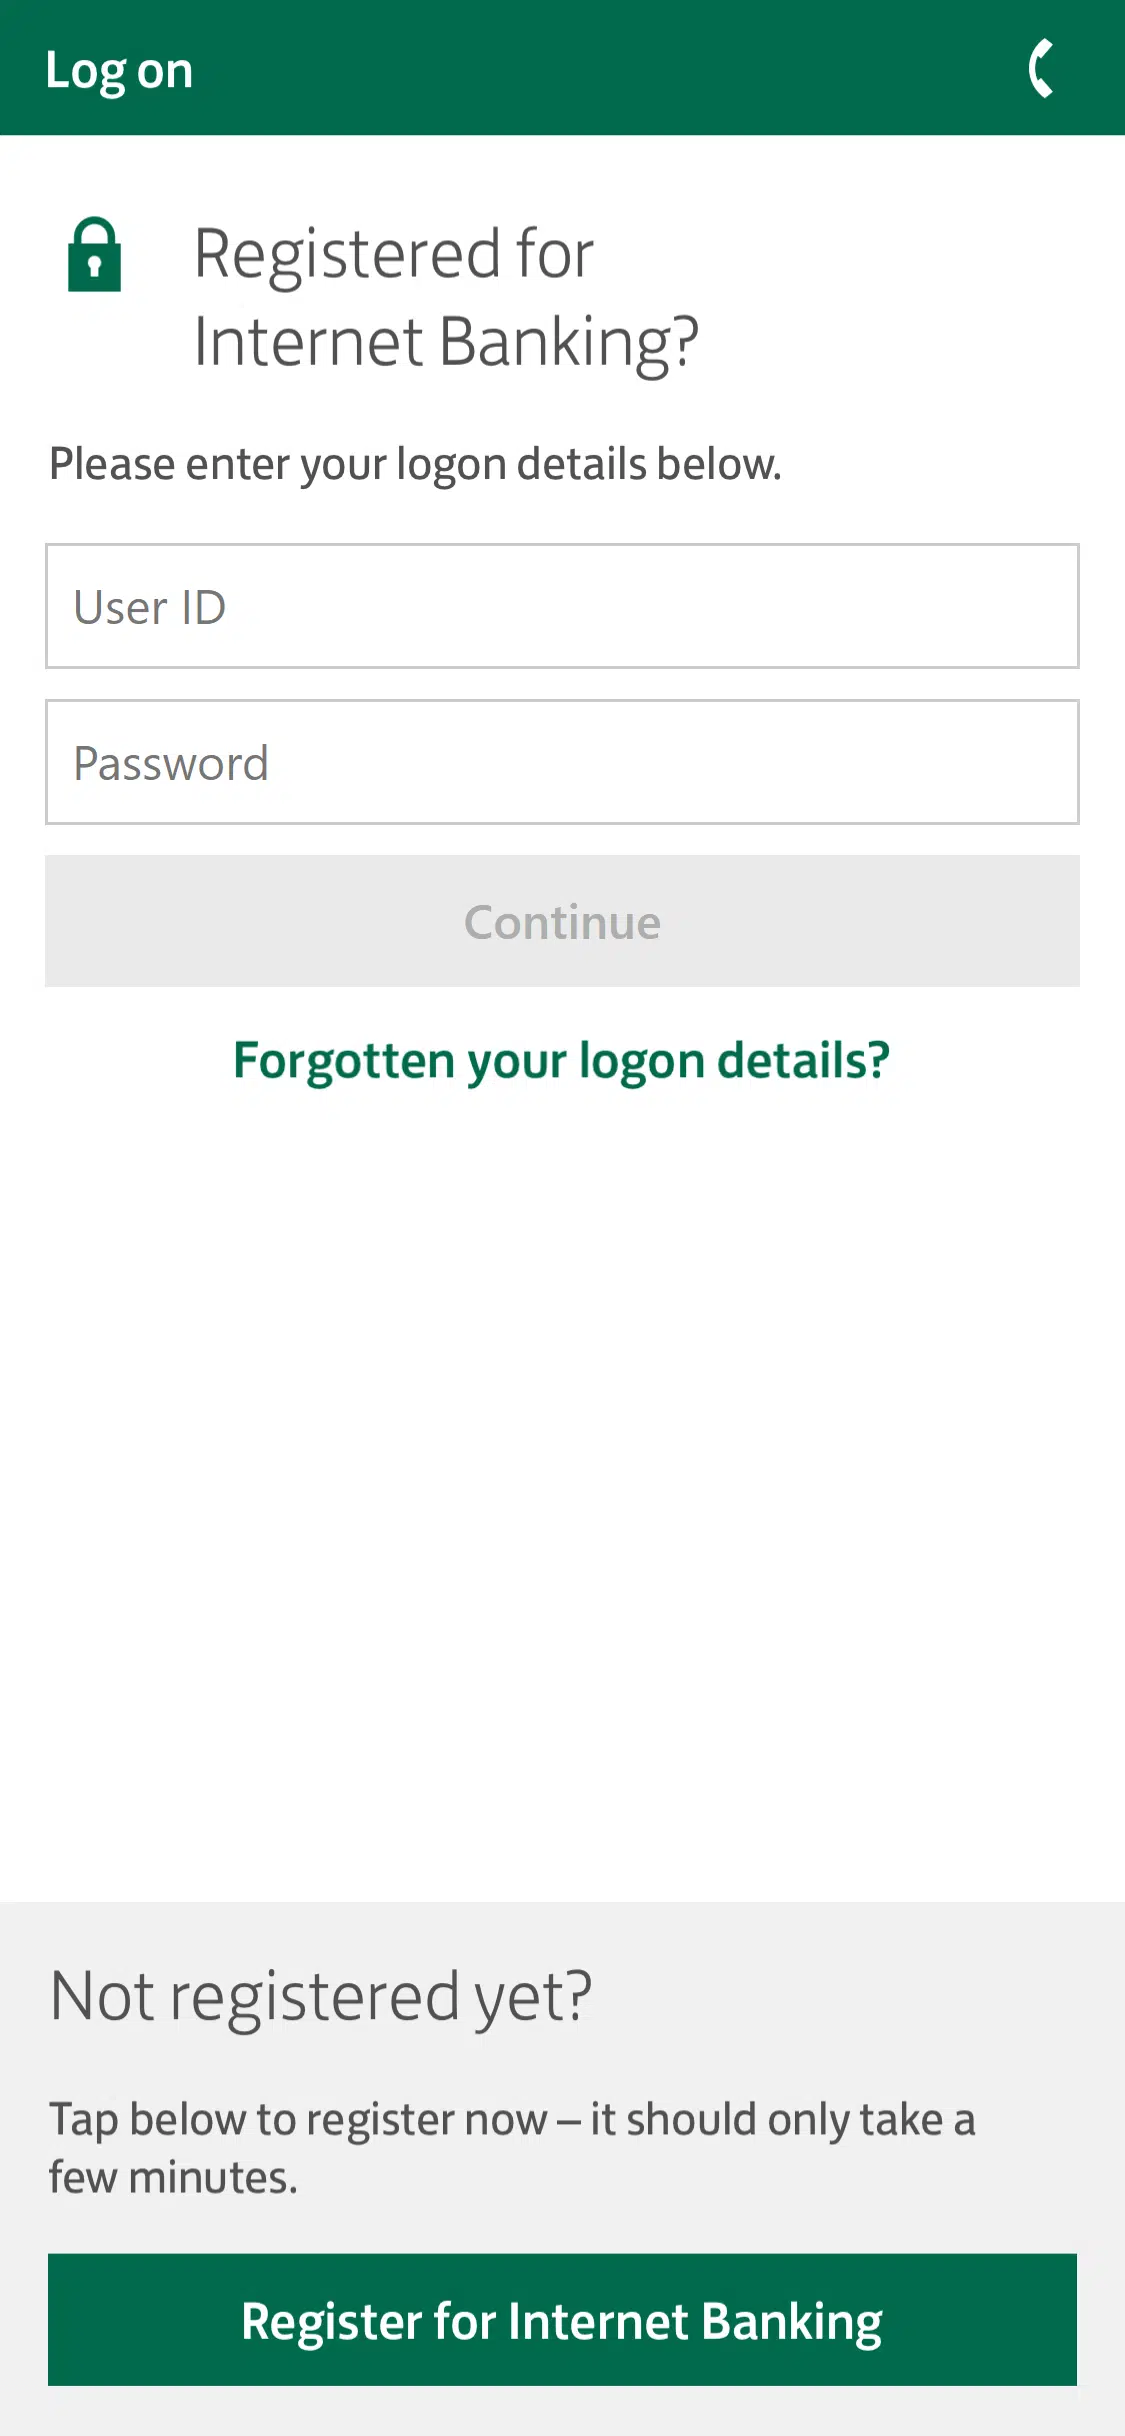 Log on
Registered for
Internet Banking?
Please enter your logon details below.
User ID
Password
Continue
Forgotten your logon details?
Not registered yet?
Tap below to register now – it should only take a
few minutes.
Register for Internet Banking